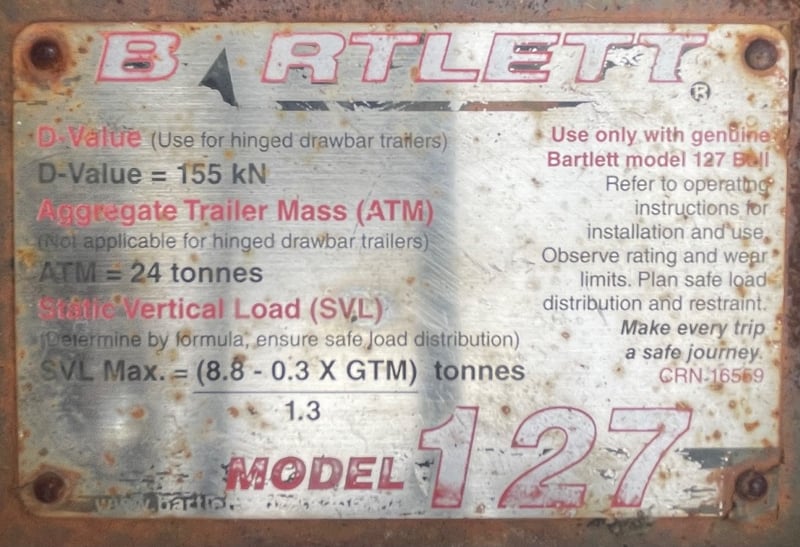 BARTLETT ®
D-Value (Use for hinged drawbar trailers)
D-Value = 155 kN
Aggregate Trailer Mass (ATM)
(Not applicable for hinged drawbar trailers)
ATM = 24 tonnes
Static Vertical Load (SVL)
(Determine by formula, ensure safe load distribution)
SVL Max. = (8.8 - 0.3 X GTM) tonnes
1.3
Use only with genuine
Bartlett model 127 Ball
Refer to operating
instructions for
installation and use.
Observe rating and wear
limits. Plan safe load
distribution and restraint.
Make every trip
a safe journey.
CRN-16559
MODEL 127